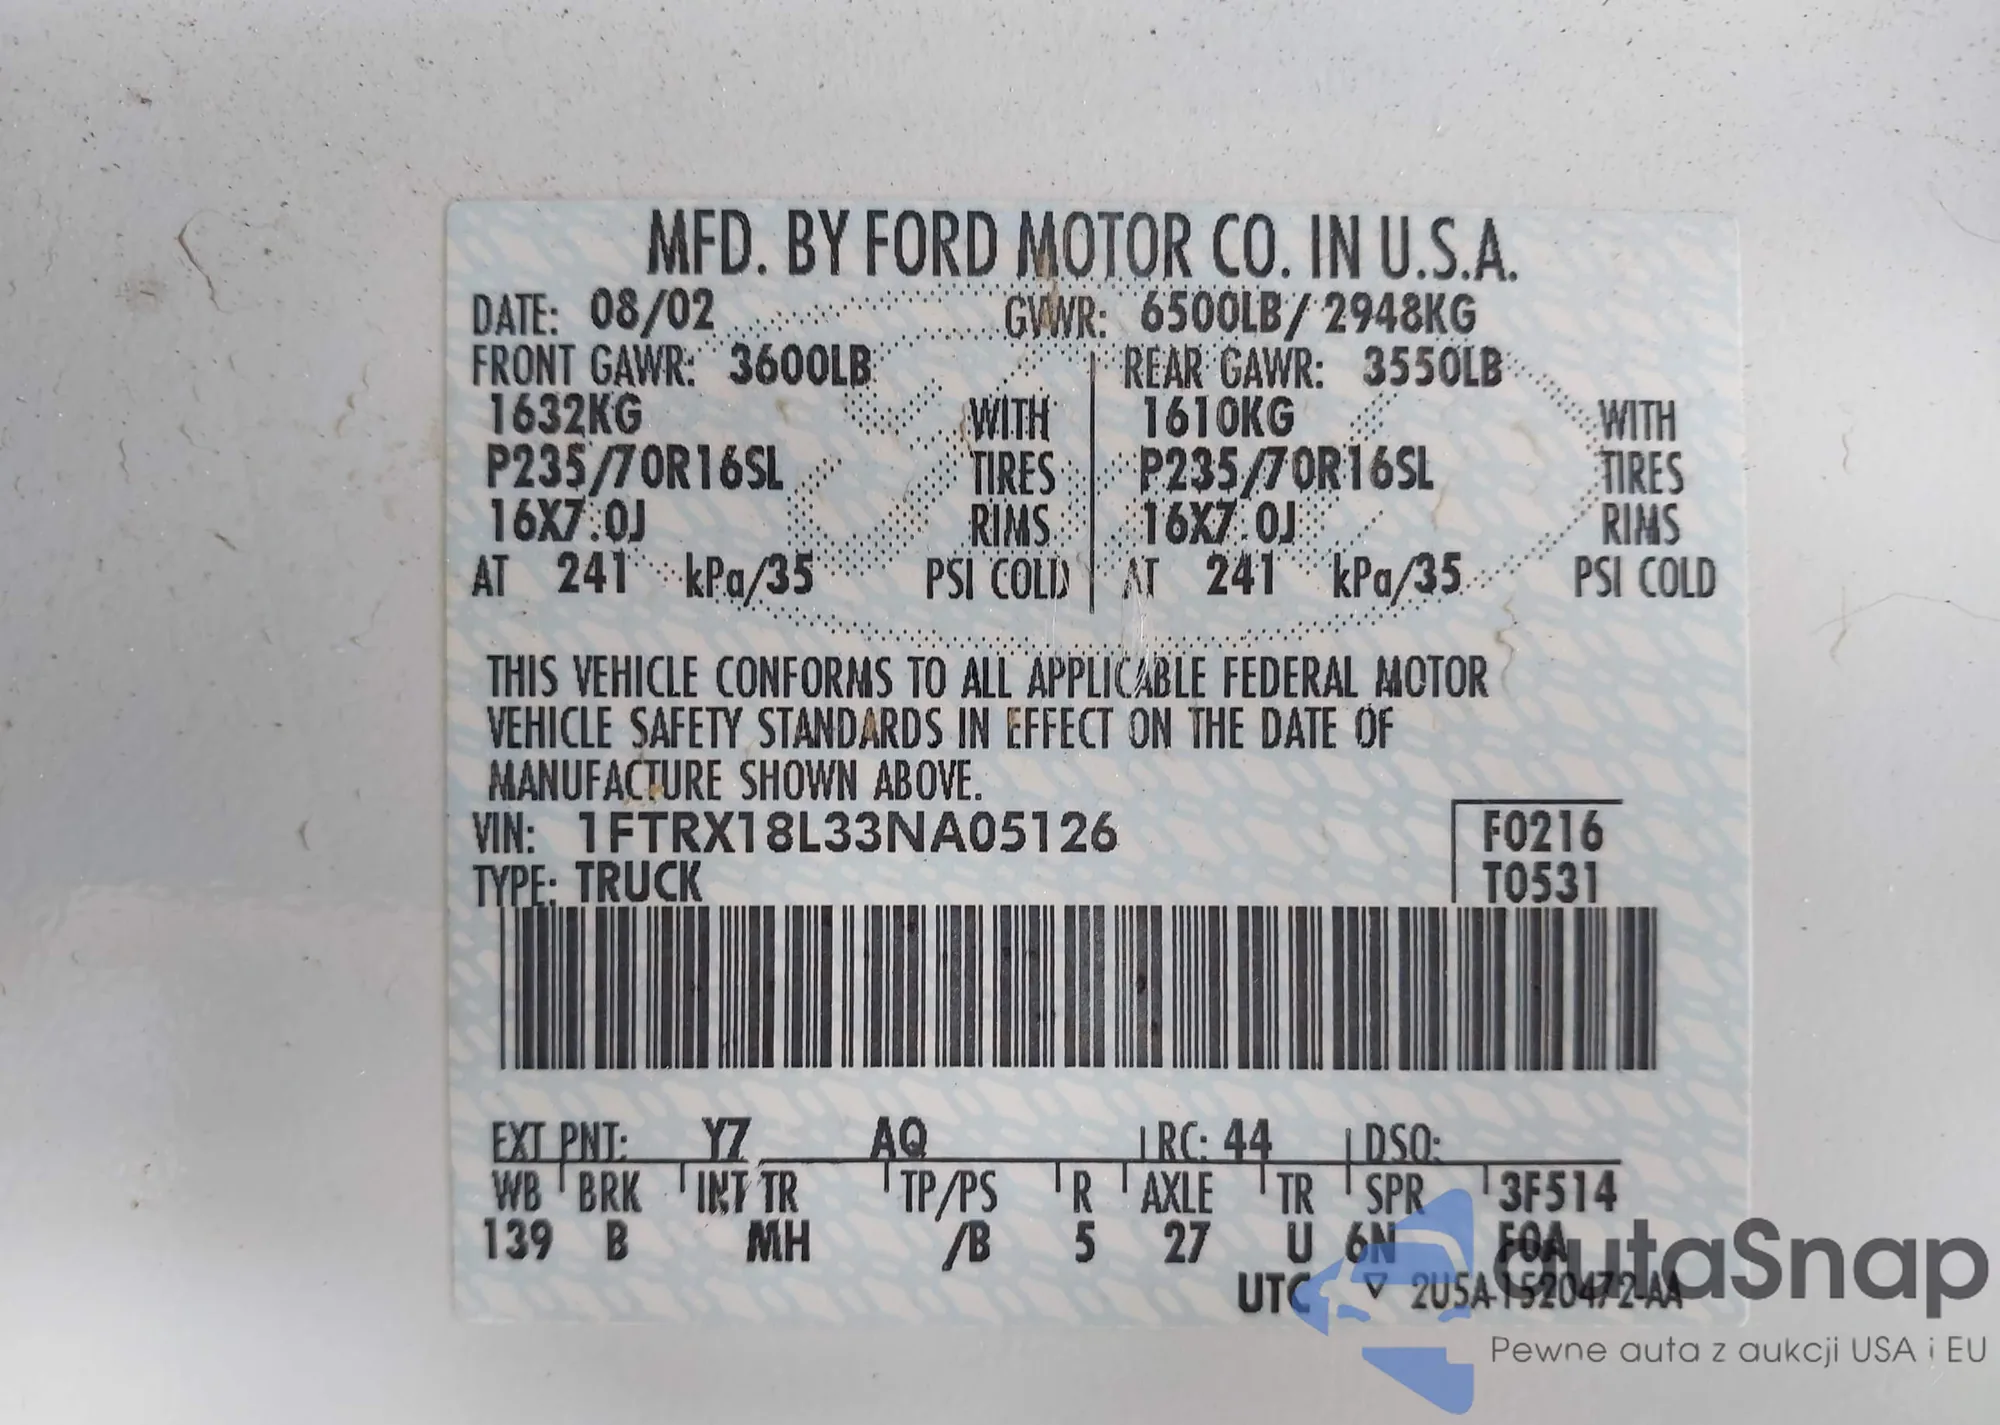 MFD. BY FORD MOTOR CO. IN U.S.A.
DATE: 08/02 GVWR: 6500LB/2948KG
FRONT GAWR: 3600LB REAR GAWR: 3550LB
1632KG WITH 1610KG WITH
P235/70R16SL TIRES P235/70R16SL TIRES
16X7.0J RIMS 16X7.0J RIMS
AT 241 kPa/35 PSI COLD AT 241 kPa/35 PSI COLD
THIS VEHICLE CONFORMS TO ALL APPLICABLE FEDERAL MOTOR
VEHICLE SAFETY STANDARDS IN EFFECT ON THE DATE OF
MANUFACTURE SHOWN ABOVE.
VIN: 1FTRX18L33NA05126 F0216
TYPE: TRUCK T0531
EXT PNT: YZ AQ RC: 44 DSO:
WB BRK INT TR TP/PS R AXLE TR SPR 3F514
139 B MH /B 5 27 U 6N F0A
UTC ▽ 2U5A-1520472-AA
autaSnap
Pewne auta z aukcji USA i EU